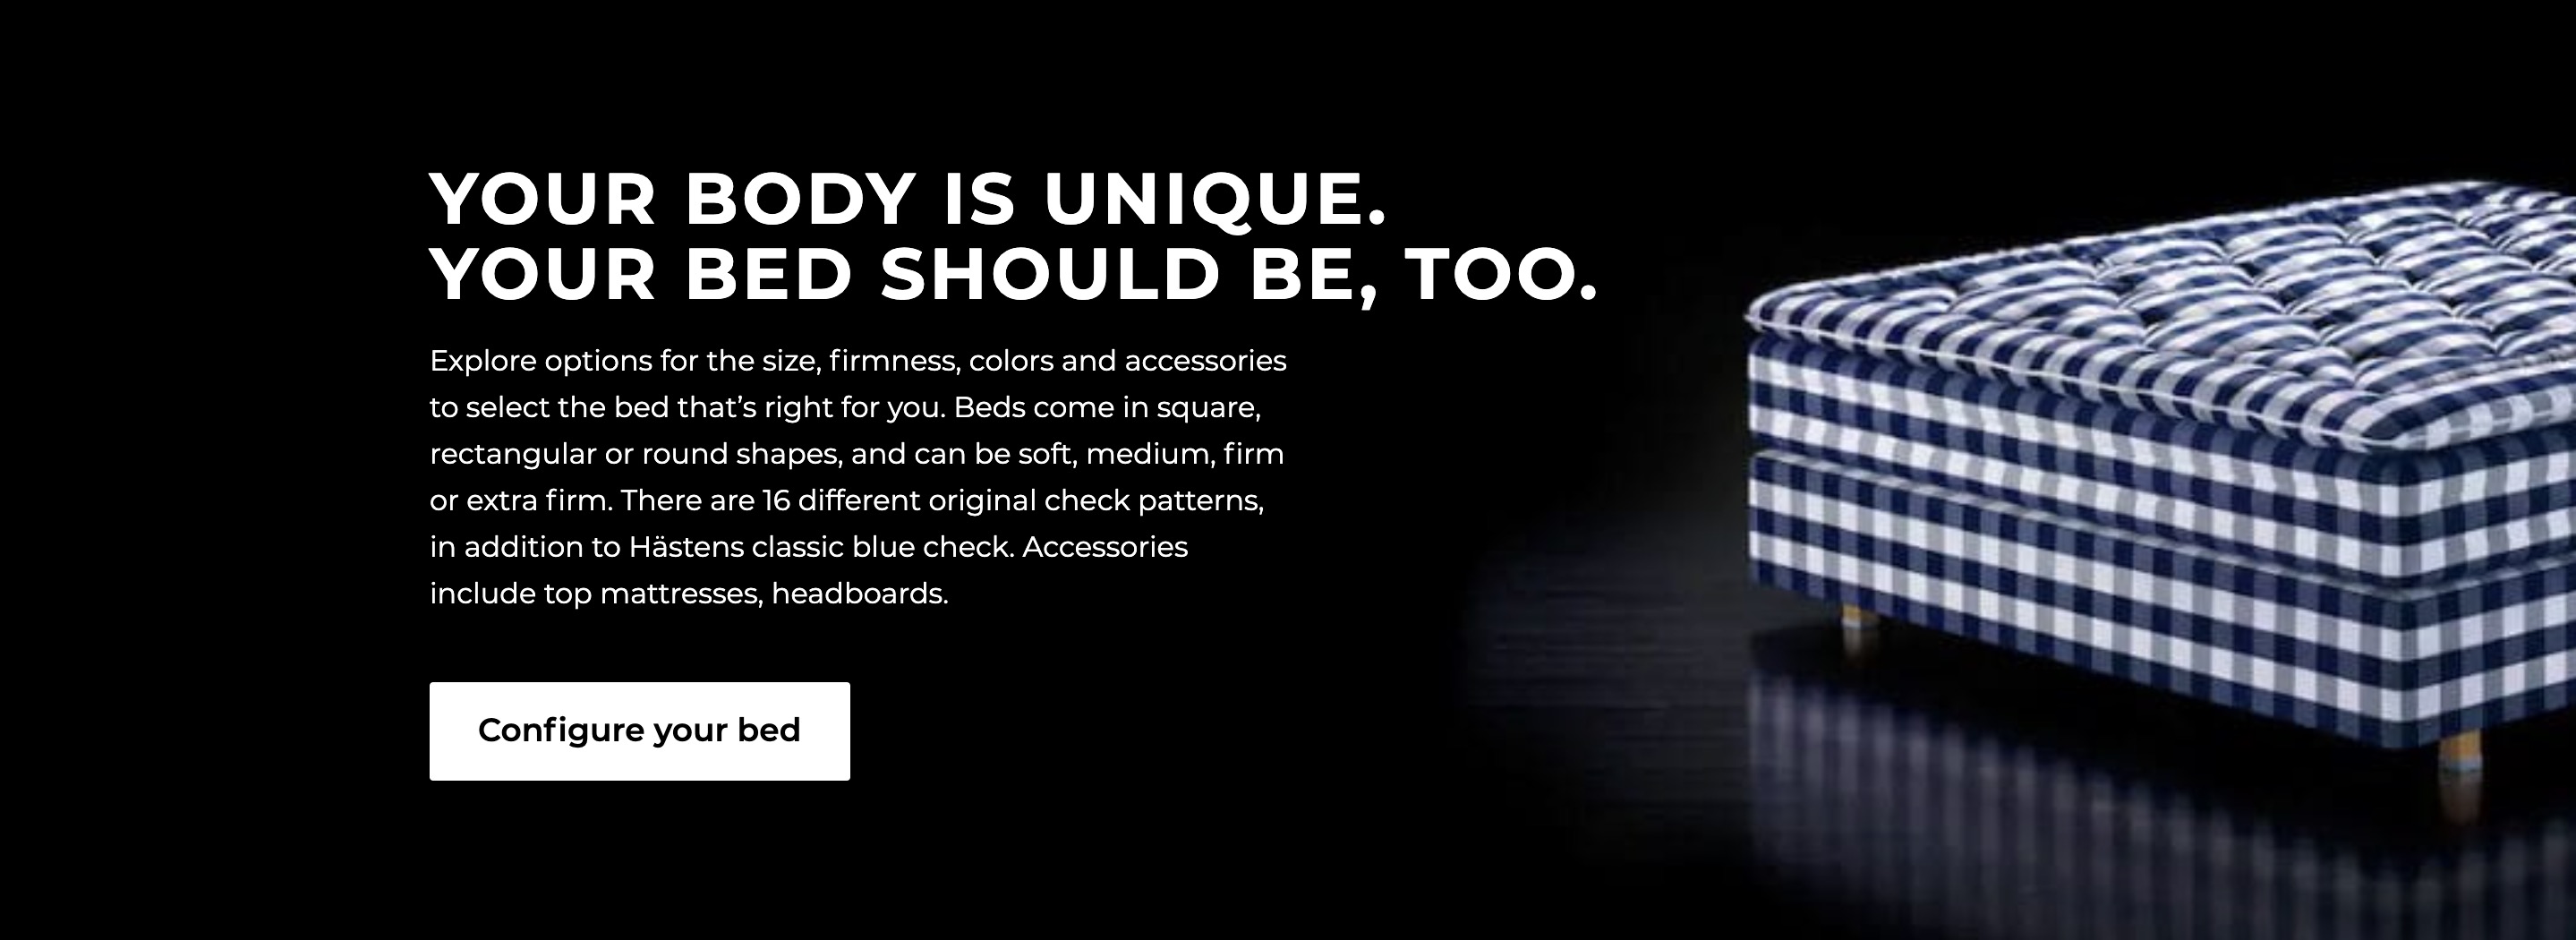 YOUR BODY IS UNIQUE.
YOUR BED SHOULD BE, TOO.
Explore options for the size, firmness, colors and accessories
to select the bed that’s right for you. Beds come in square,
rectangular or round shapes, and can be soft, medium, firm
or extra firm. There are 16 different original check patterns,
in addition to Hästens classic blue check. Accessories
include top mattresses, headboards.
Configure your bed